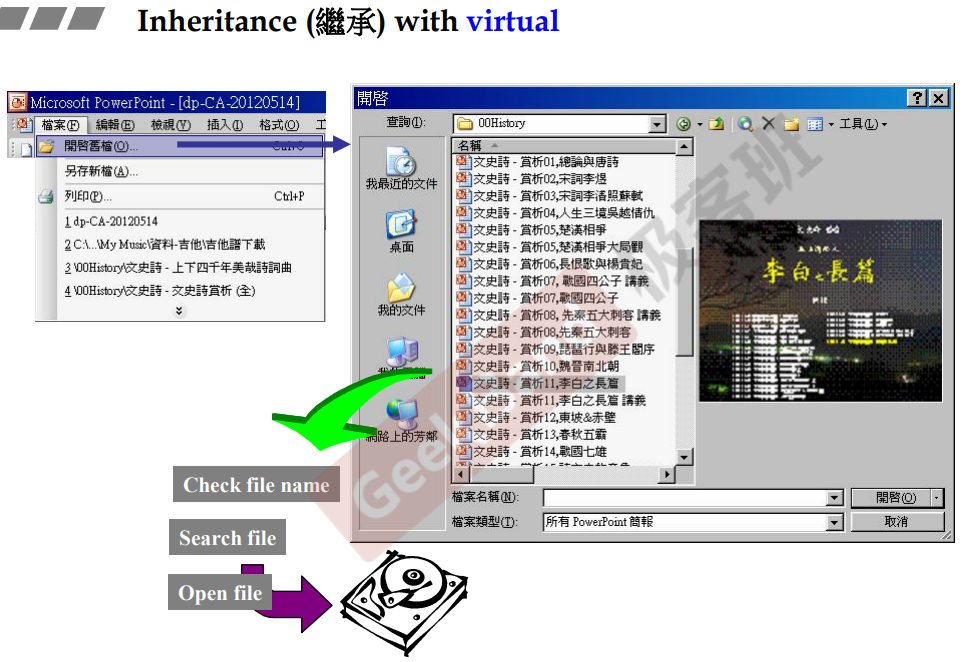 Inheritance (繼承) with virtual
Microsoft PowerPoint - [dp-CA-20120514]
檔案(F) 編輯(E) 檢視(V) 插入(I) 格式(O)
開啓舊檔(O)...
另存新檔(A)...
列印(P)... Ctrl+P
1 dp-CA-20120514
2 C:\...\My Music\資料-吉他\吉他譜下載
3 \00History\文史詩 - 上下四千年美哉詩詞曲
4 \00History\文史詩 - 文史詩賞析 (全)
開啓
查詢(I): 00History 工具(L)
名稱
文史詩 - 賞析01,總論與唐詩
文史詩 - 賞析02,宋詞李煜
文史詩 - 賞析03,宋詞李清照蘇軾
文史詩 - 賞析04,人生三境吳越情仇
文史詩 - 賞析05,楚漢相爭
文史詩 - 賞析05,楚漢相爭大局觀
文史詩 - 賞析06,長恨歌與楊貴妃
文史詩 - 賞析07, 戰國四公子 講義
文史詩 - 賞析07,戰國四公子
文史詩 - 賞析08, 先秦五大刺客 講義
文史詩 - 賞析08,先秦五大刺客
文史詩 - 賞析09,琵琶行與滕王閣序
文史詩 - 賞析10,魏晉南北朝
文史詩 - 賞析11,李白之長篇
文史詩 - 賞析11,李白之長篇 講義
文史詩 - 賞析12,東坡&赤壁
文史詩 - 賞析13,春秋五霸
文史詩 - 賞析14,戰國七雄
我最近的文件
桌面
我的文件
網路上的芳鄰
李白之長篇
檔案名稱(N): 開啓(O)
檔案類型(T): 所有 PowerPoint 簡報 取消
Check file name
Search file
Open file
極客班